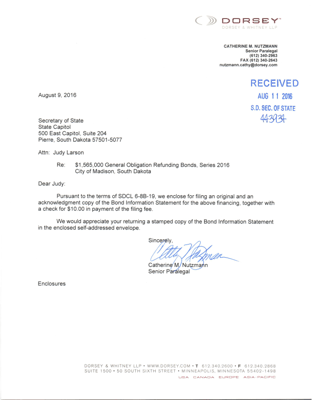 DORSEY™
DORSEY & WHITNEY LLP
CATHERINE M. NUTZMANN
Senior Paralegal
(612) 340-2963
FAX (612) 340-2643
nutzmann.cathy@dorsey.com
RECEIVED
AUG 11 2016
S.D. SEC. OF STATE
August 9, 2016
Secretary of State
State Capitol
500 East Capitol, Suite 204
Pierre, South Dakota 57501-5077
Attn: Judy Larson
Re: $1,565,000 General Obligation Refunding Bonds, Series 2016
City of Madison, South Dakota
Dear Judy:
Pursuant to the terms of SDCL 6-8B-19, we enclose for filing an original and an
acknowledgment copy of the Bond Information Statement for the above financing, together with
a check for $10.00 in payment of the filing fee.
We would appreciate your returning a stamped copy of the Bond Information Statement
in the enclosed self-addressed envelope.
Sincerely,
Catherine M. Nutzmann
Senior Paralegal
Enclosures
DORSEY & WHITNEY LLP • WWW.DORSEY.COM • T 612.340.2600 • F 612.340.2868
SUITE 1500 • 50 SOUTH SIXTH STREET • MINNEAPOLIS, MINNESOTA 55402-1498
USA CANADA EUROPE ASIA-PACIFIC